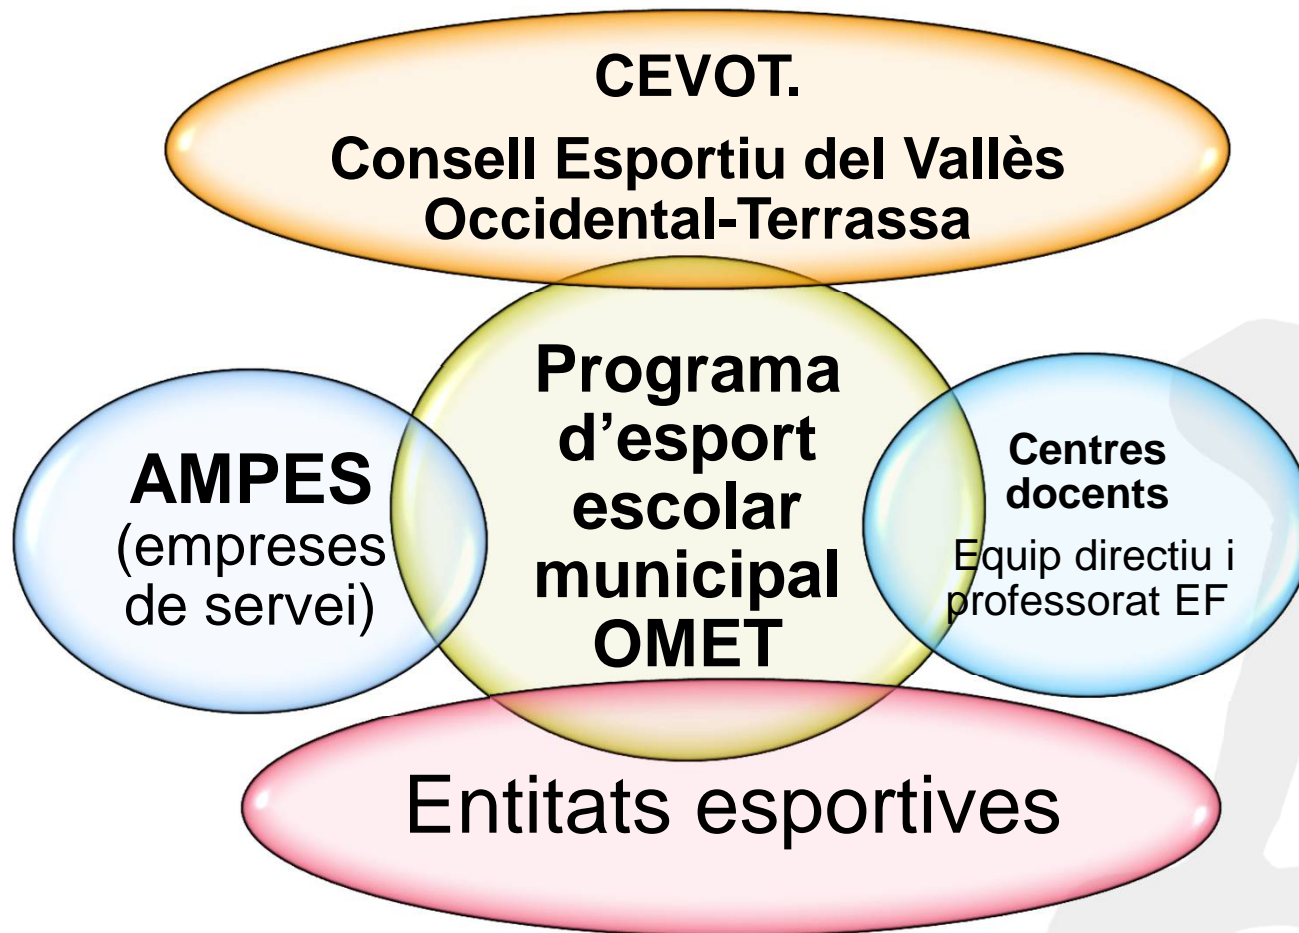 CEVOT.
Consell Esportiu del Vallès
Occidental-Terrassa
Programa
d’esport
escolar
municipal
OMET
AMPES
(empreses
de servei)
Centres
docents
Equip directiu i
professorat EF
Entitats esportives